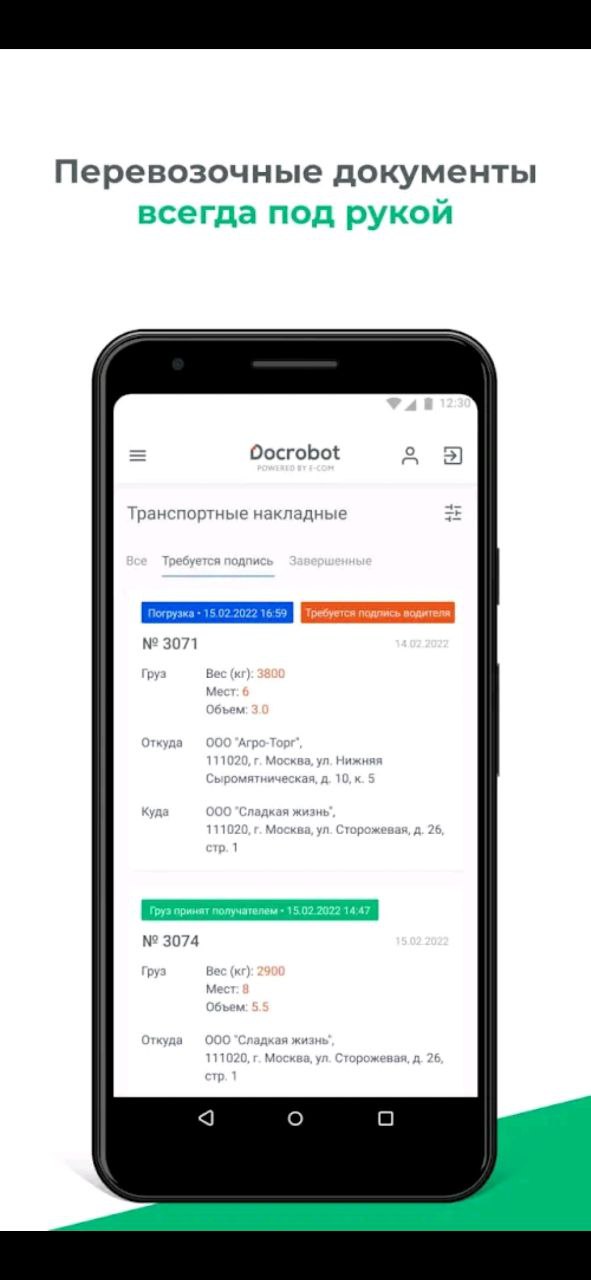 Перевозочные документы
всегда под рукой
12:30
Docrobot
POWERED BY E-COM
Транспортные накладные
Все Требуется подпись Завершенные
Погрузка • 15.02.2022 16:59 Требуется подпись водителя
№ 3071 14.02.2022
Груз Вес (кг): 3800
Мест: 6
Объем: 3.0
Откуда ООО "Агро-Торг",
111020, г. Москва, ул. Нижняя
Сыромятническая, д. 10, к. 5
Куда ООО "Сладкая жизнь",
111020, г. Москва, ул. Сторожевая, д. 26,
стр. 1
Груз принят получателем • 15.02.2022 14:47
№ 3074 15.02.2022
Груз Вес (кг): 2900
Мест: 8
Объем: 5.5
Откуда ООО "Сладкая жизнь",
111020, г. Москва, ул. Сторожевая, д. 26,
стр. 1